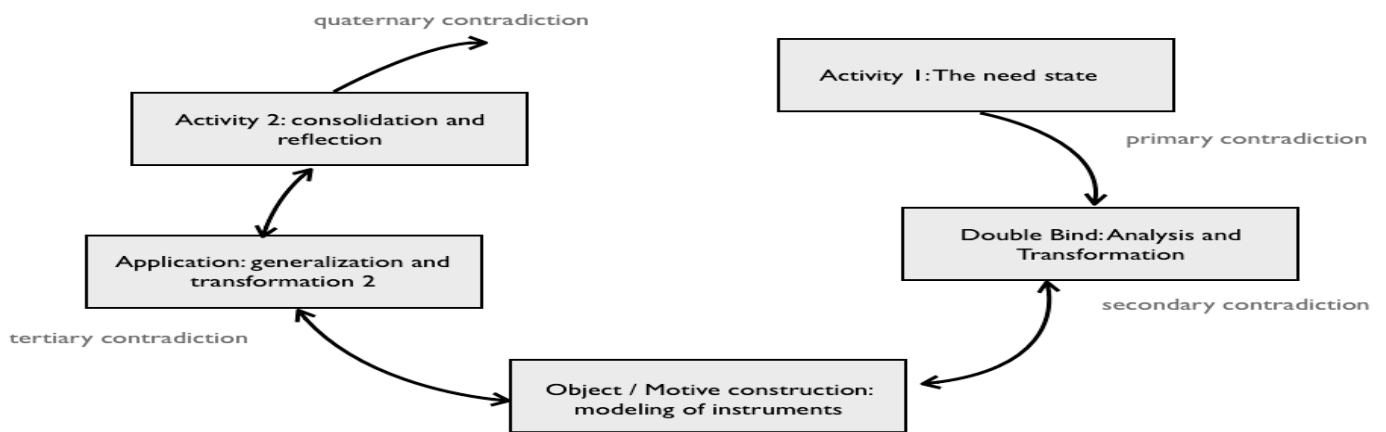 quaternary contradiction
Activity 1: The need state
Activity 2: consolidation and
reflection
primary contradiction
Double Bind: Analysis and
Transformation
Application: generalization and
transformation 2
secondary contradiction
tertiary contradiction
Object / Motive construction:
modeling of instruments